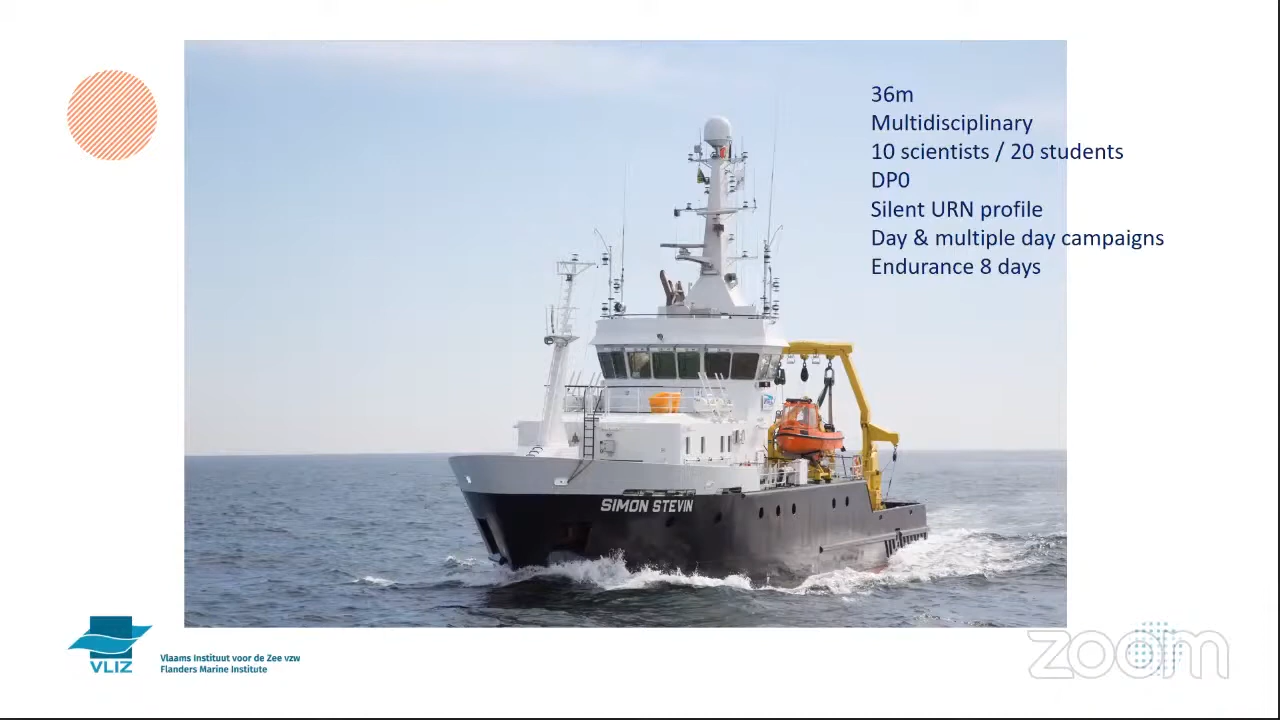 36m
Multidisciplinary
10 scientists / 20 students
DP0
Silent URN profile
Day & multiple day campaigns
Endurance 8 days
SIMON STEVIN
VLIZ
Vlaams Instituut voor de Zee vzw
Flanders Marine Institute
zoom